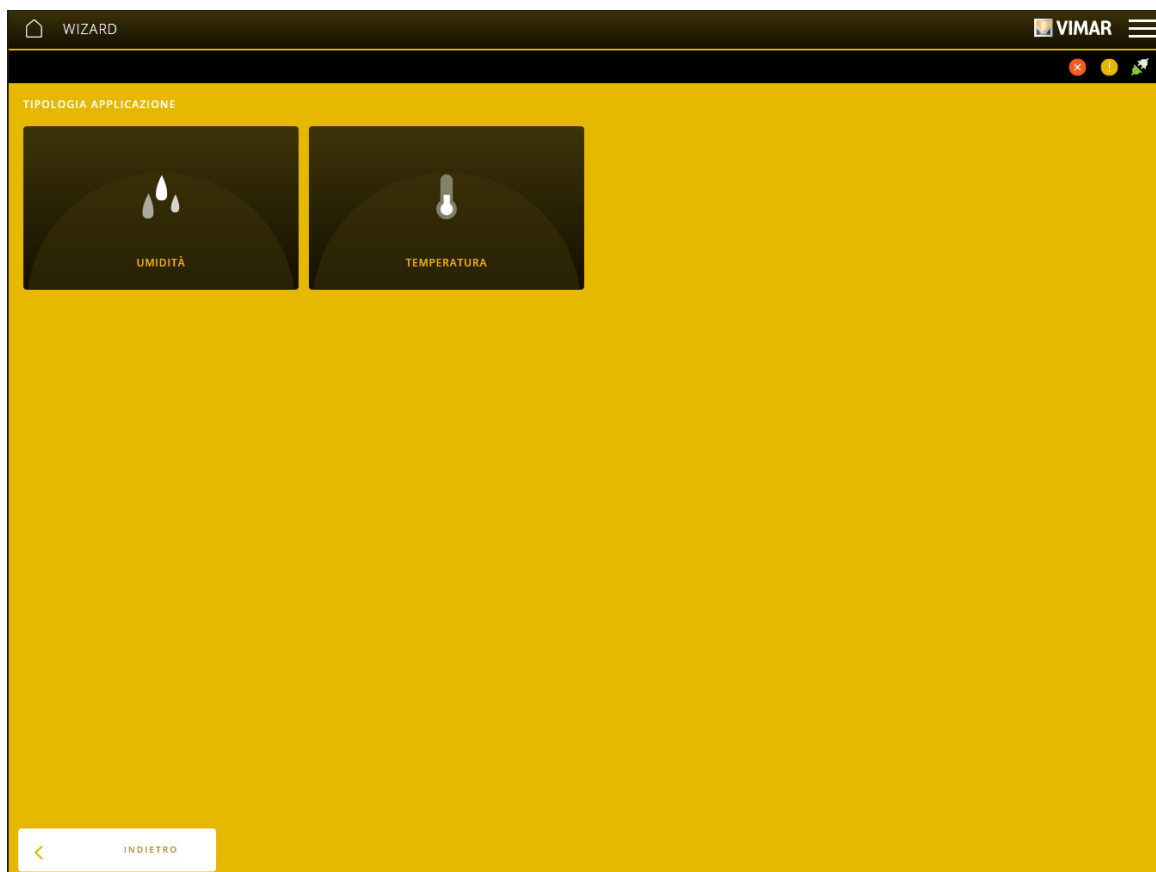 WIZARD
VIMAR
TIPOLOGIA APPLICAZIONE
UMIDITÀ
TEMPERATURA
INDIETRO